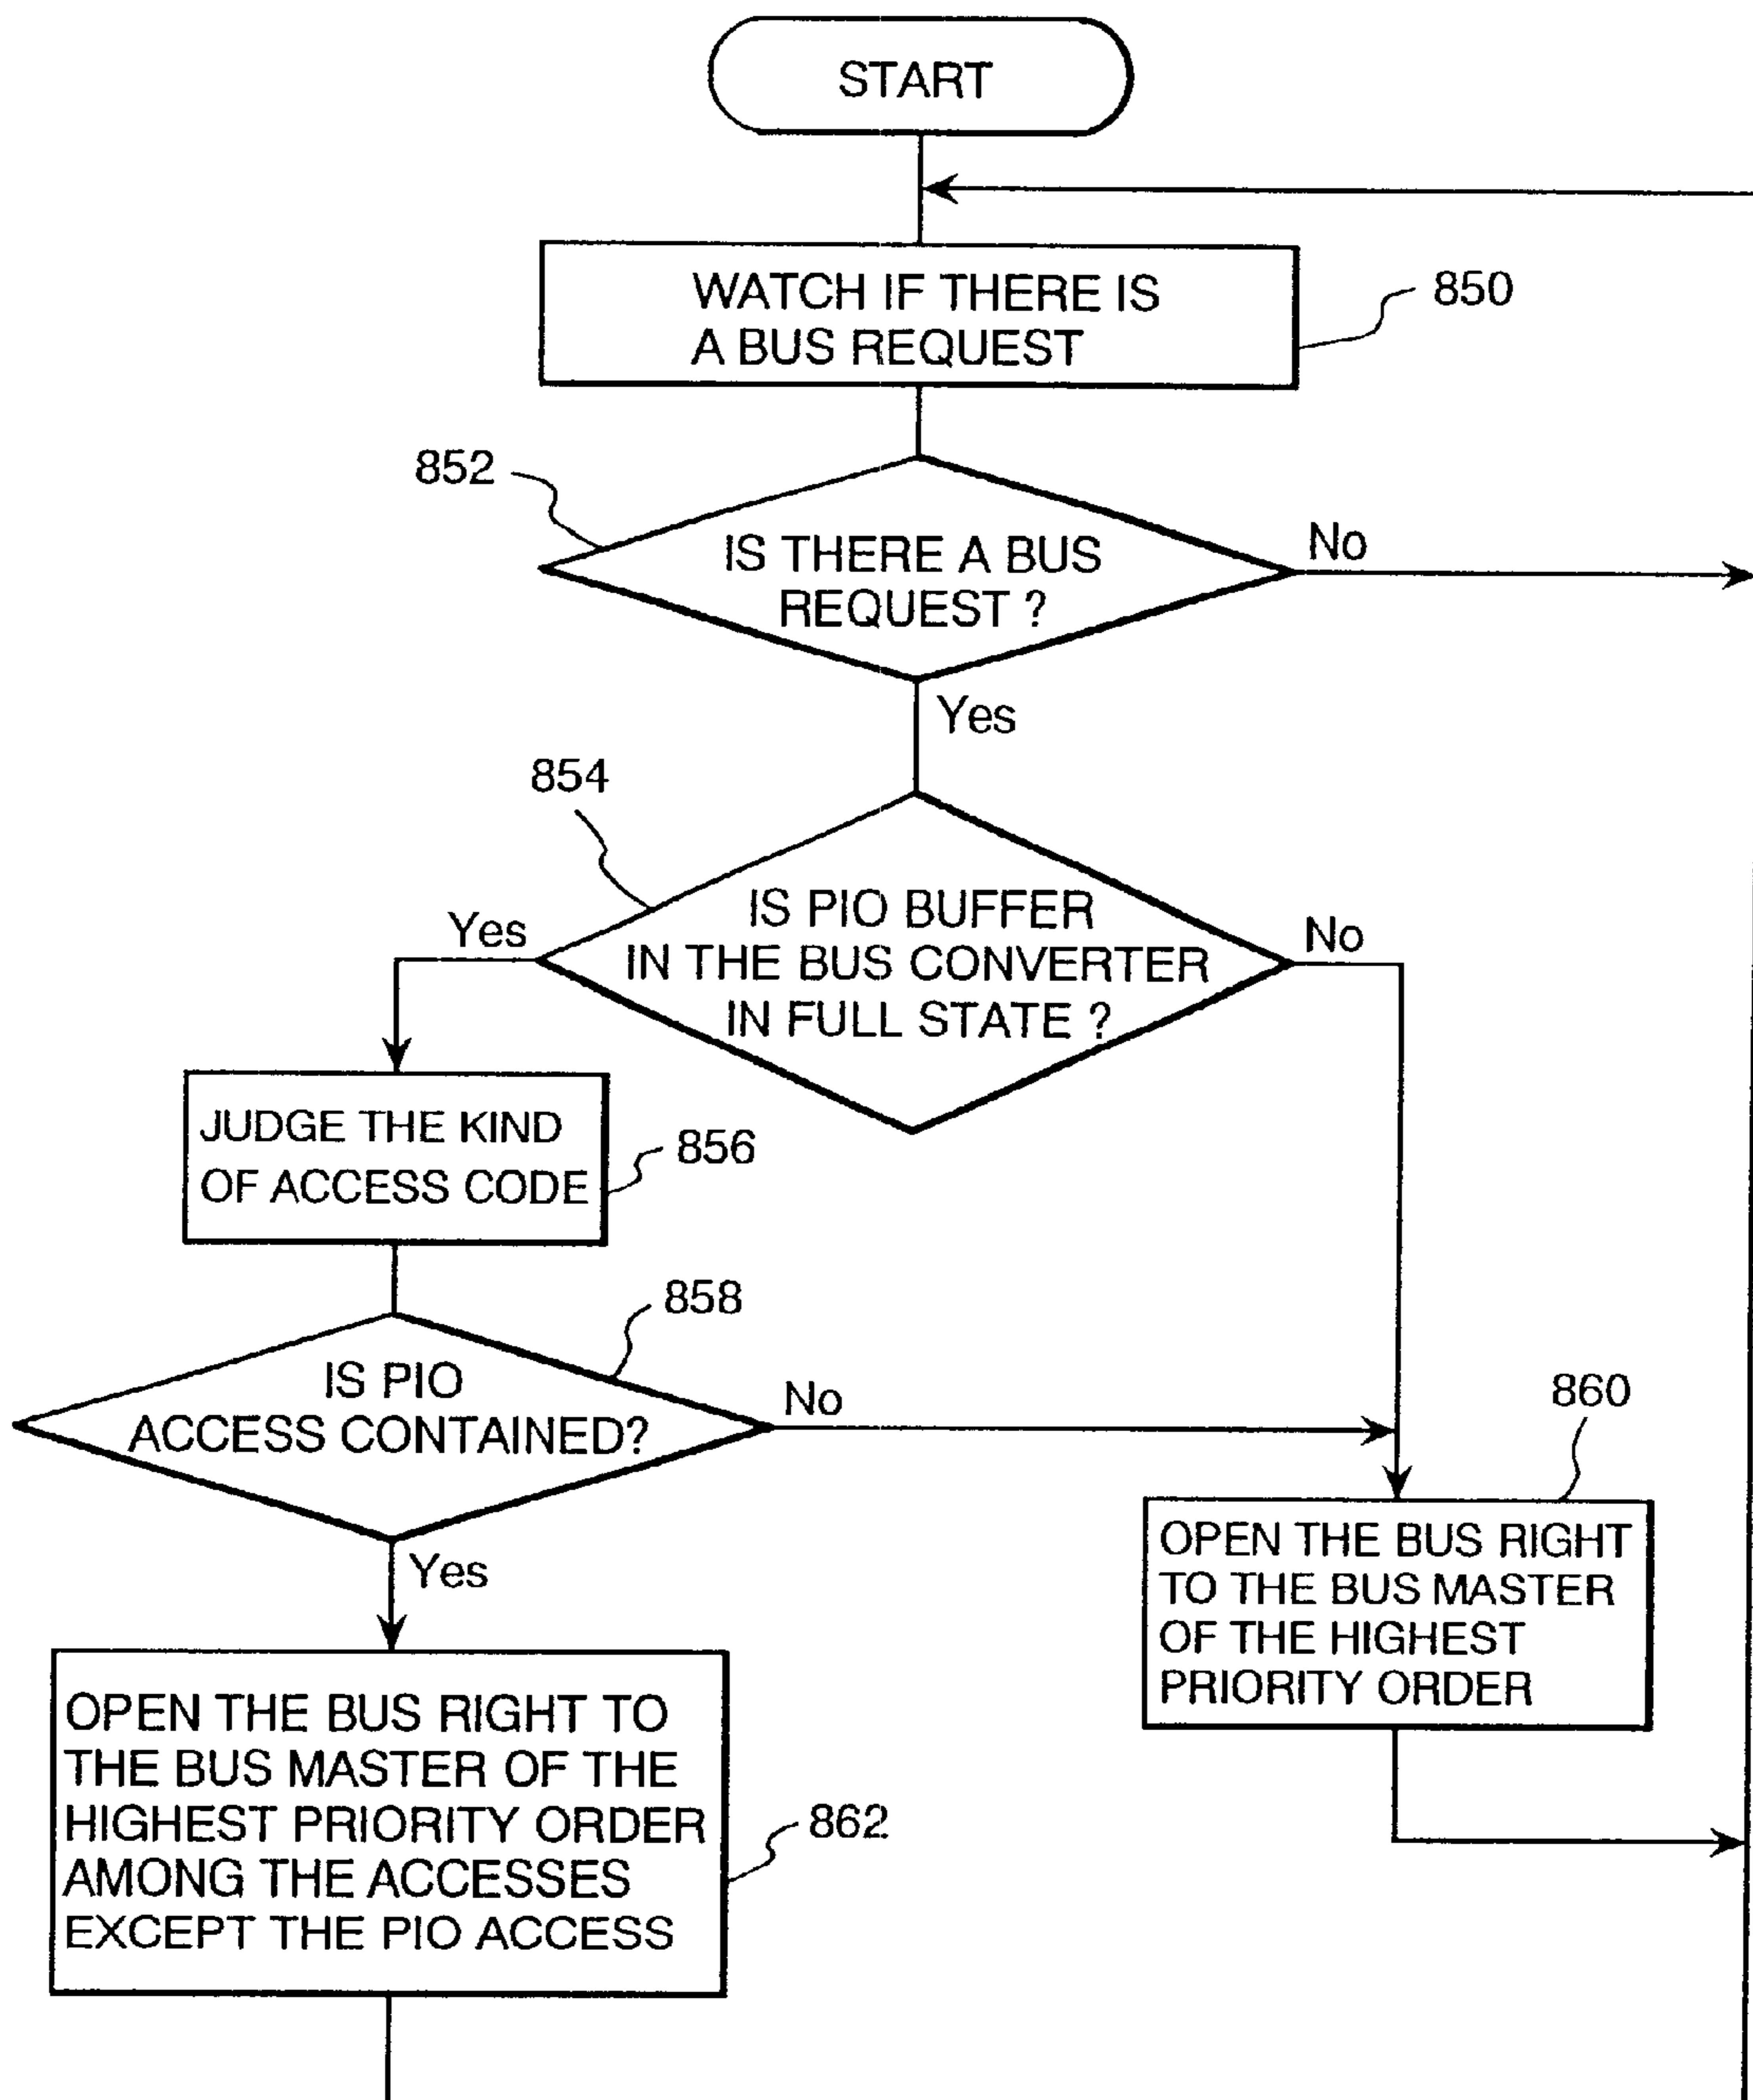 START
WATCH IF THERE IS
A BUS REQUEST
850
852
IS THERE A BUS
REQUEST ?
No
Yes
854
IS PIO BUFFER
IN THE BUS CONVERTER
IN FULL STATE ?
Yes
No
JUDGE THE KIND
OF ACCESS CODE
856
858
IS PIO
ACCESS CONTAINED?
No
Yes
860
OPEN THE BUS RIGHT
TO THE BUS MASTER
OF THE HIGHEST
PRIORITY ORDER
OPEN THE BUS RIGHT TO
THE BUS MASTER OF THE
HIGHEST PRIORITY ORDER
AMONG THE ACCESSES
EXCEPT THE PIO ACCESS
862